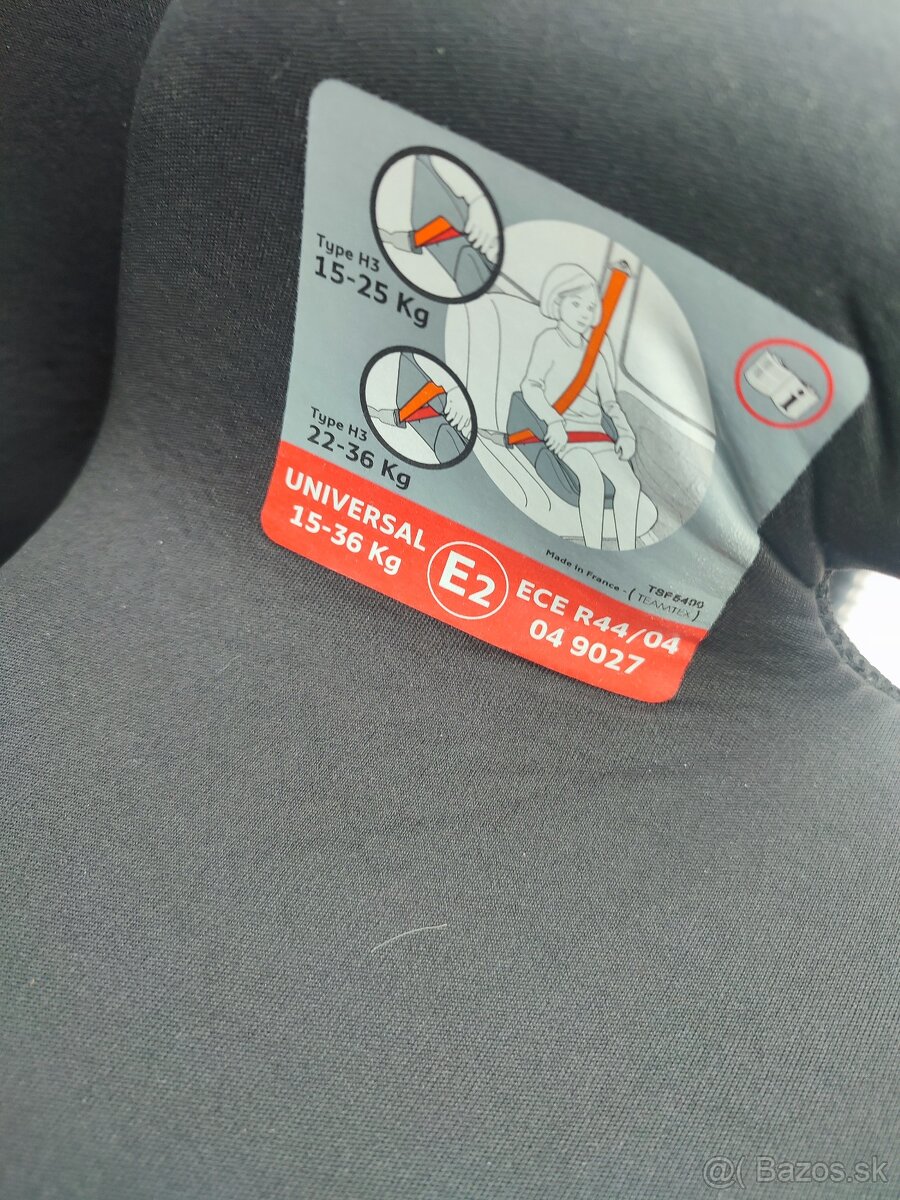 Type H3
15-25 Kg
Type H3
22-36 Kg
i
UNIVERSAL
15-36 Kg
E2
ECE R44/04
04 9027
Made in France - ( TEAMTEX )
@( Bazos.sk